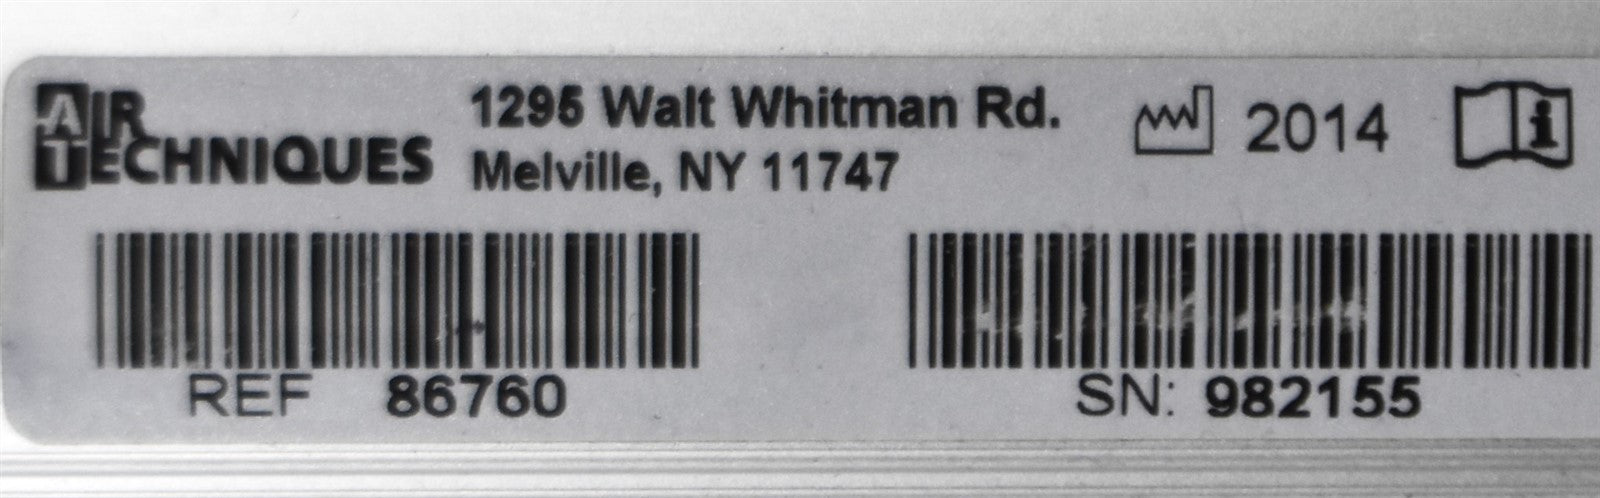 AIR
TECHNIQUES
1295 Walt Whitman Rd.
Melville, NY 11747
2014
REF 86760
SN: 982155